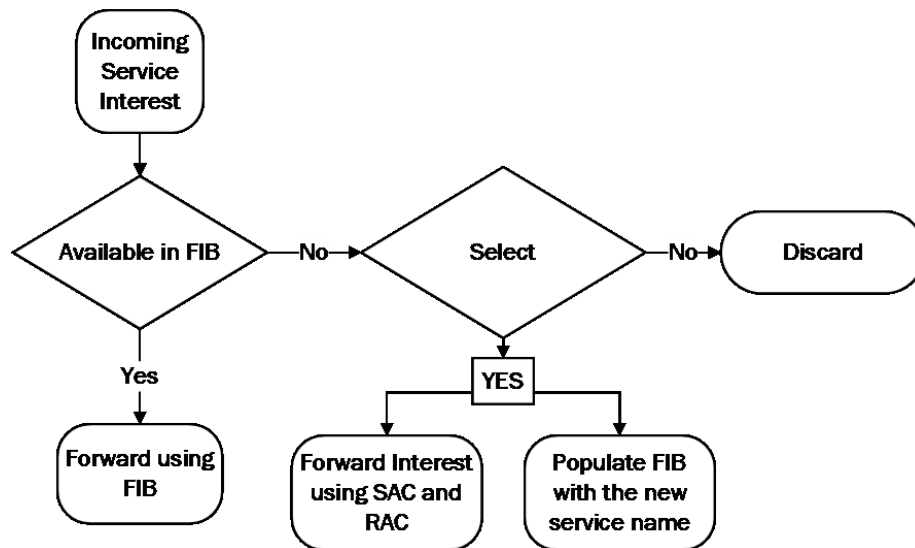 Incoming
Service
Interest
Available in FIB
No
Select
No
Discard
Yes
YES
Forward using
FIB
Forward Interest
using SAC and
RAC
Populate FIB
with the new
service name